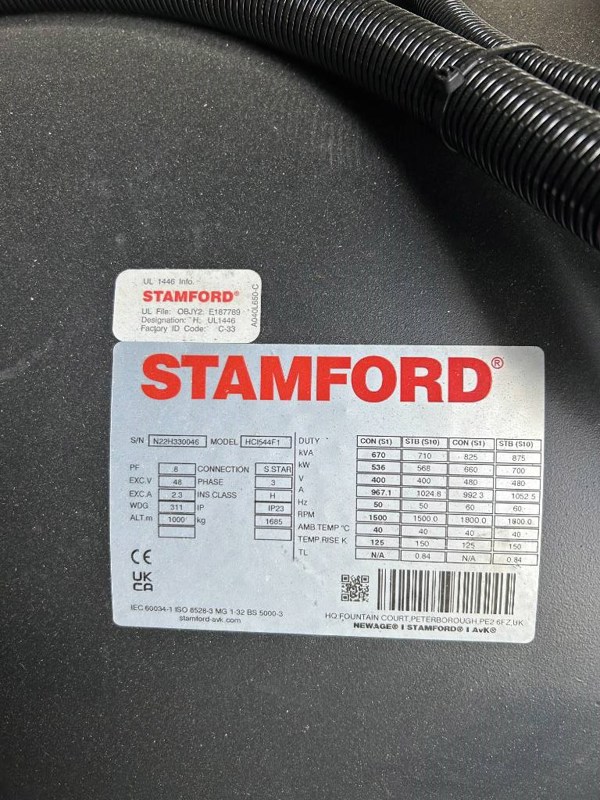 UL 1446 Info.
STAMFORD®
UL File: OBJY2: E187769
Designation: "H; UL1446
Factory ID Code: C-33
A040L650-C
STAMFORD®
S/N N22H330046 MODEL HCI544F1
PF .8 CONNECTION S STAR
EXC.V 48 PHASE 3
EXC.A 2.3 INS CLASS H
WDG 311 IP IP23
ALT.m 1000 kg 1685
DUTY CON (S1) STB (S10) CON (S1) STB (S10)
kVA 670 710 825 875
kW 536 568 660 700
V 400 400 480 480
A 967.1 1024.8 992.3 1052.5
Hz 50 50 60 60
RPM 1500 1500.0 1800.0 1800.0
AMB TEMP °C 40 40 40 40
TEMP.RISE K 125 150 125 150
TL N/A 0.84 N/A 0.84
CE
UK
CA
IEC 60034-1 ISO 8528-3 MG 1-32 BS 5000-3
stamford-avk.com
HQ FOUNTAIN COURT,PETERBOROUGH,PE2 6FZ,UK
NEWAGE® I STAMFORD® I AvK®